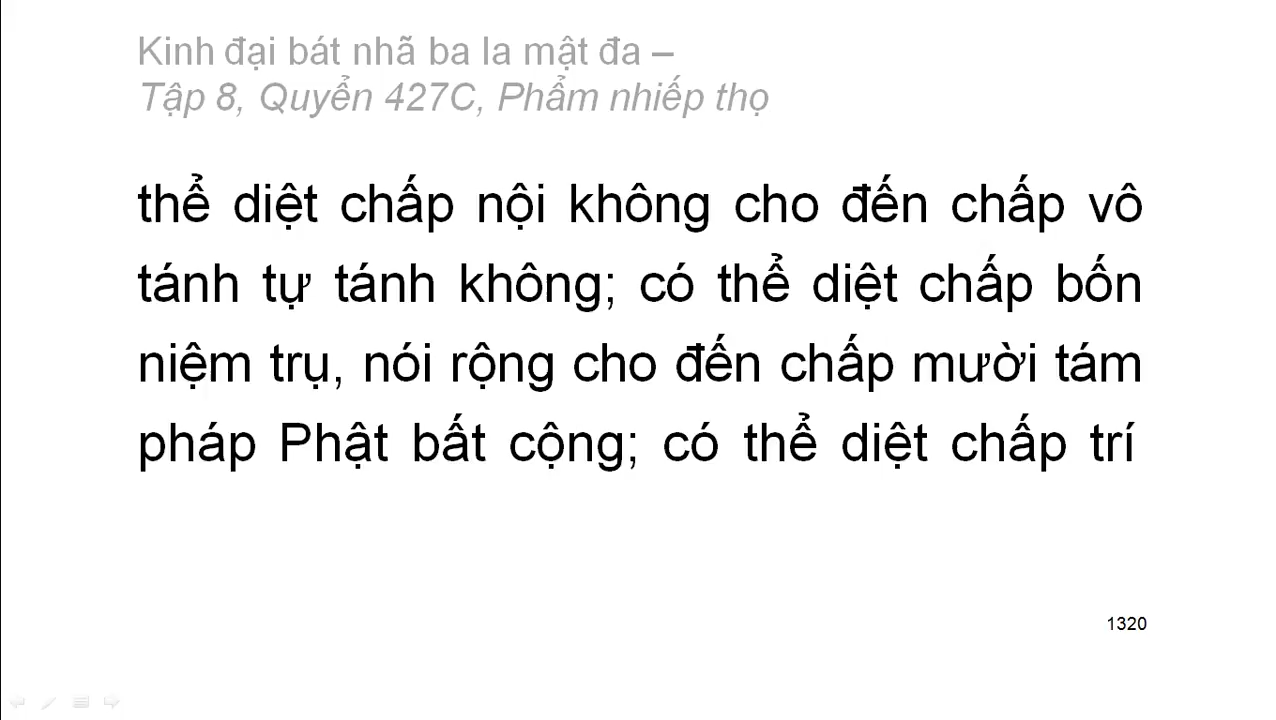 Kinh đại bát nhã ba la mật đa –
Tập 8, Quyển 427C, Phẩm nhiếp thọ
thể diệt chấp nội không cho đến chấp vô
tánh tự tánh không; có thể diệt chấp bốn
niệm trụ, nói rộng cho đến chấp mười tám
pháp Phật bất cộng; có thể diệt chấp trí
1320